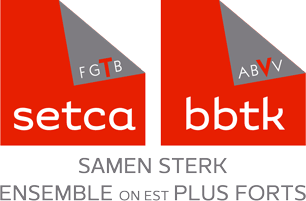 FGTB ABVV
setca bbtk
SAMEN STERK
ENSEMBLE ON EST PLUS FORTS